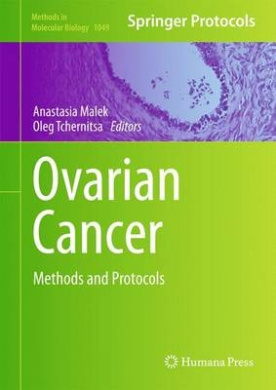 Methods in
Molecular Biology 1049
Springer Protocols
Anastasia Malek
Oleg Tchernitsa Editors
Ovarian
Cancer
Methods and Protocols
Humana Press